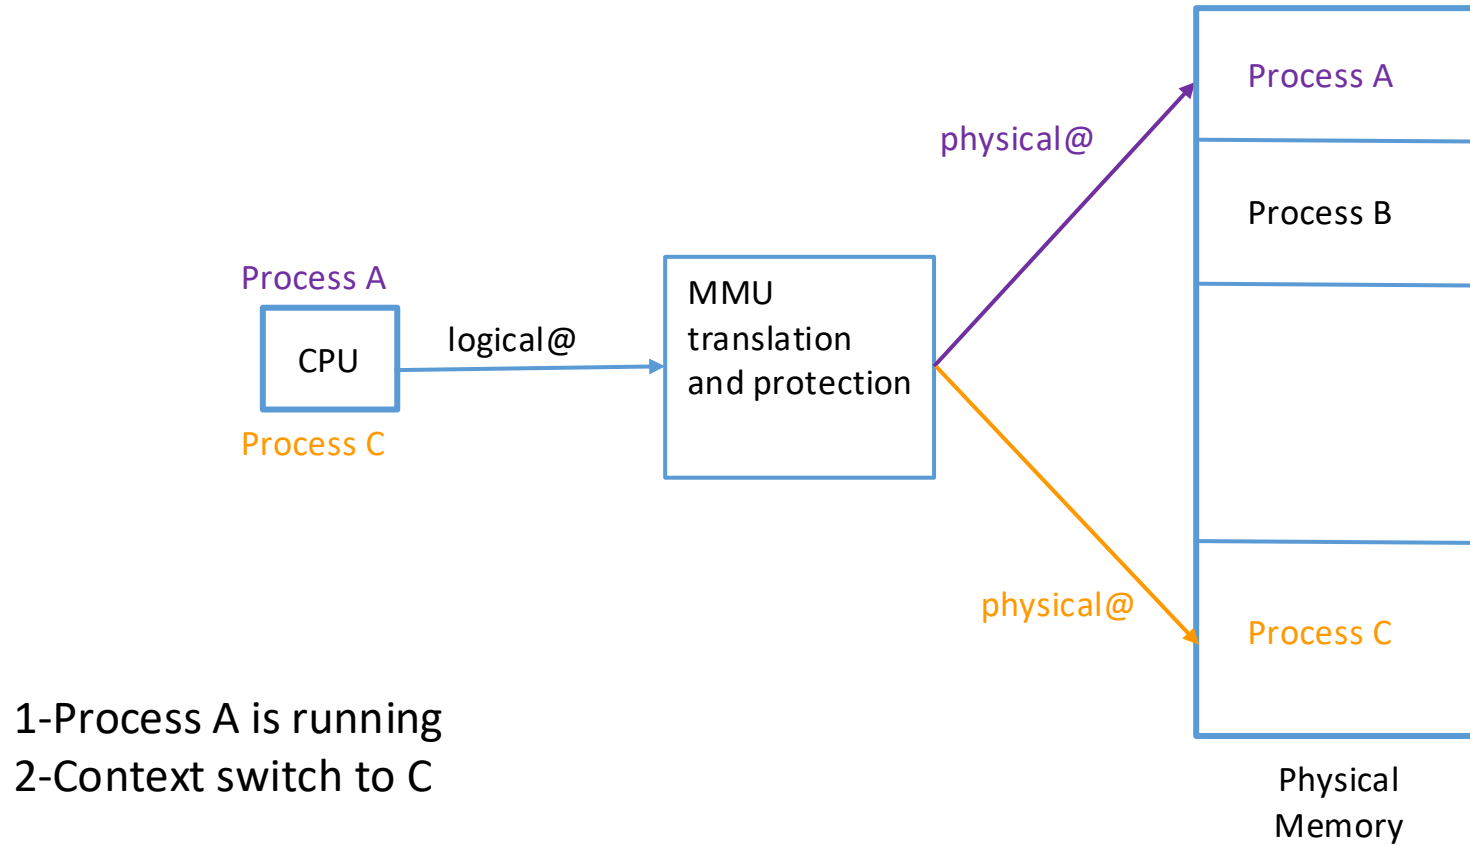 Process A
CPU
Process C
logical@
MMU
translation
and protection
physical@
physical@
Process A
Process B
Process C
Physical
Memory
1-Process A is running
2-Context switch to C